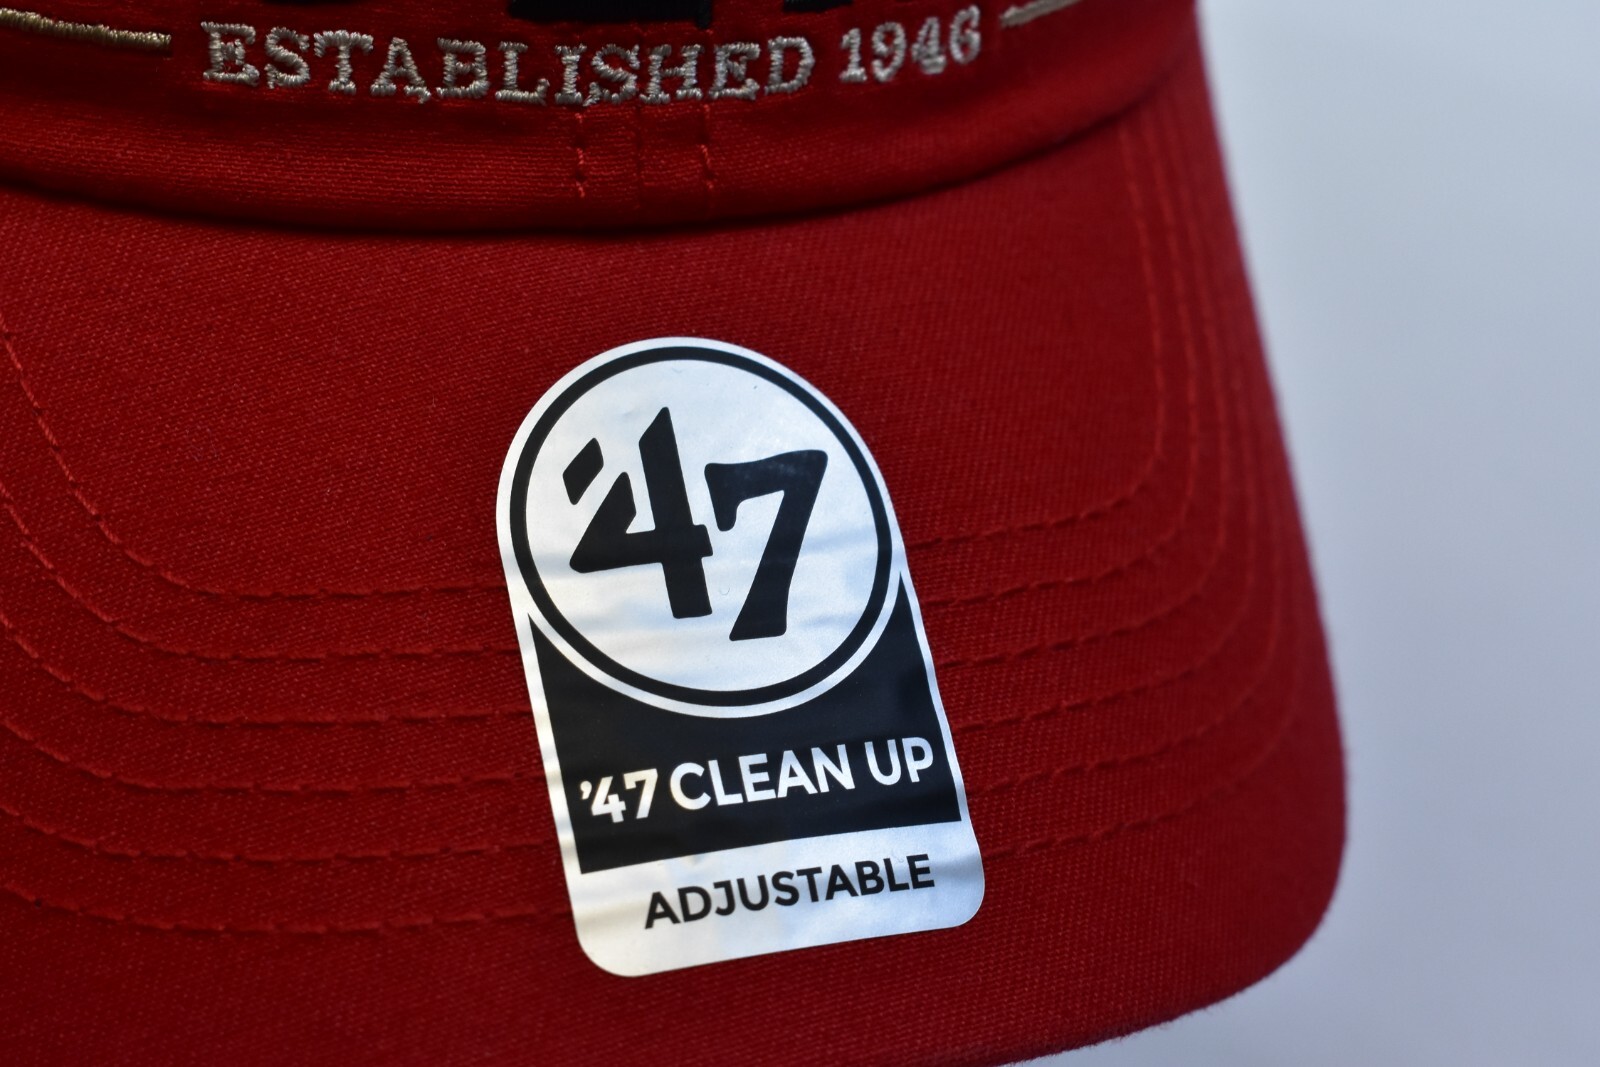 ESTABLISHED 1946
'47
'47 CLEAN UP
ADJUSTABLE